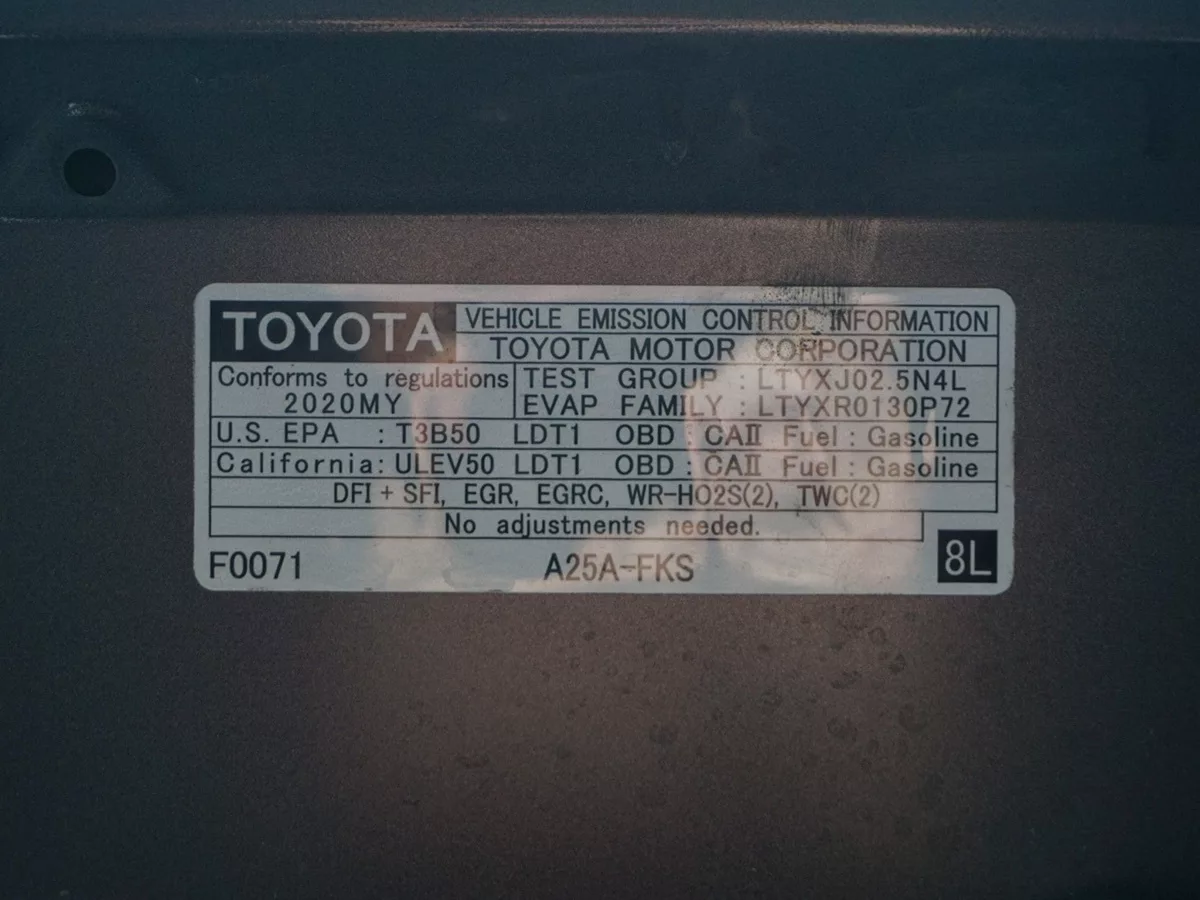 TOYOTA VEHICLE EMISSION CONTROL INFORMATION
TOYOTA MOTOR CORPORATION
Conforms to regulations TEST GROUP : LTYXJ02.5N4L
2020MY EVAP FAMILY : LTYXR0130P72
U.S. EPA : T3B50 LDT1 OBD : CAⅡ Fuel : Gasoline
California: ULEV50 LDT1 OBD : CAⅡ Fuel : Gasoline
DFI + SFI, EGR, EGRC, WR-HO2S(2), TWC(2)
No adjustments needed.
F0071 A25A-FKS 8L